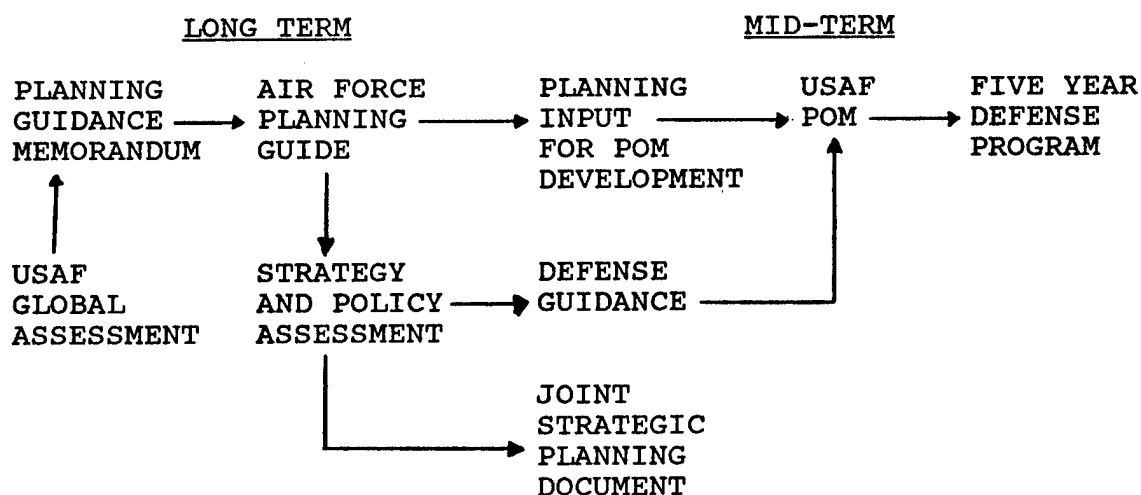 LONG TERM
MID-TERM
PLANNING
GUIDANCE
MEMORANDUM
AIR FORCE
PLANNING
GUIDE
PLANNING
INPUT
FOR POM
DEVELOPMENT
USAF
POM
FIVE YEAR
DEFENSE
PROGRAM
USAF
GLOBAL
ASSESSMENT
STRATEGY
AND POLICY
ASSESSMENT
DEFENSE
GUIDANCE
JOINT
STRATEGIC
PLANNING
DOCUMENT